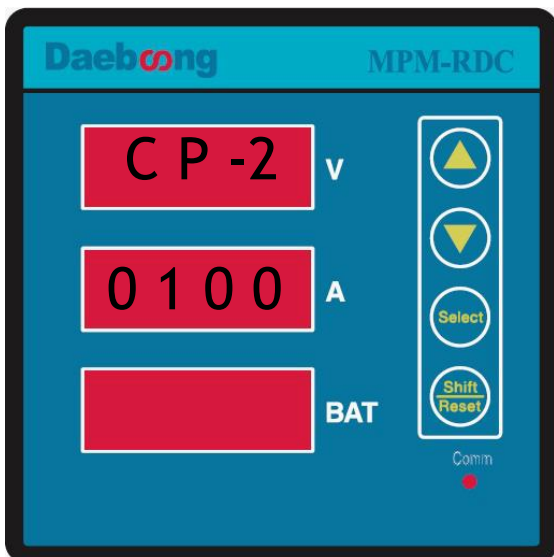 Daeboong MPM-RDC
C P -2 V
0 1 0 0 A
BAT
Select
Shift
Reset
Comm